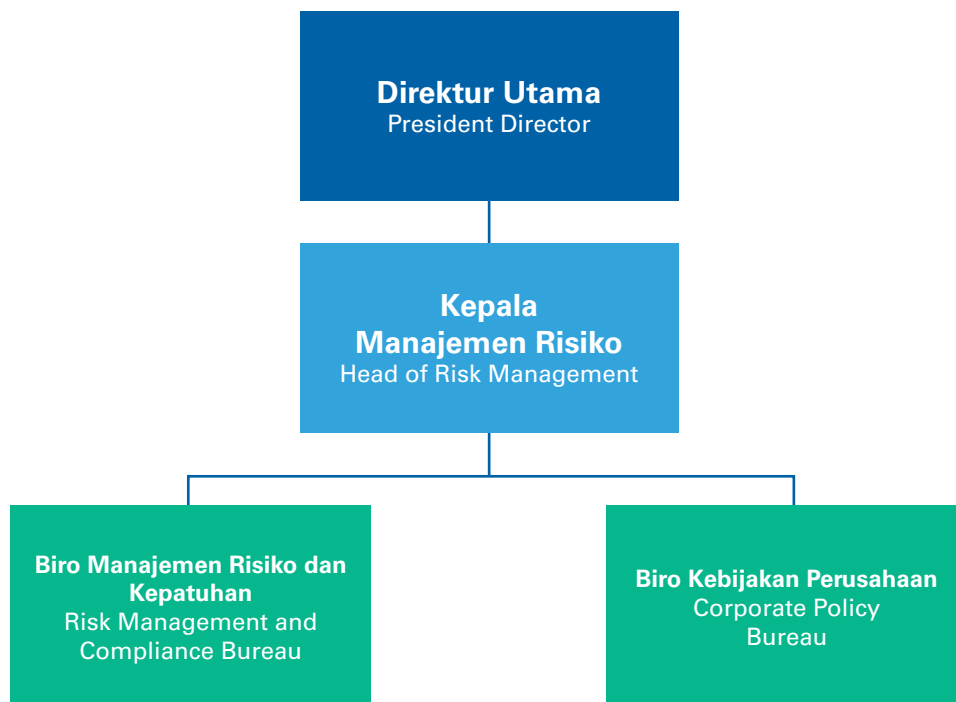 Direktur Utama
President Director
Kepala
Manajemen Risiko
Head of Risk Management
Biro Manajemen Risiko dan
Kepatuhan
Risk Management and
Compliance Bureau
Biro Kebijakan Perusahaan
Corporate Policy
Bureau